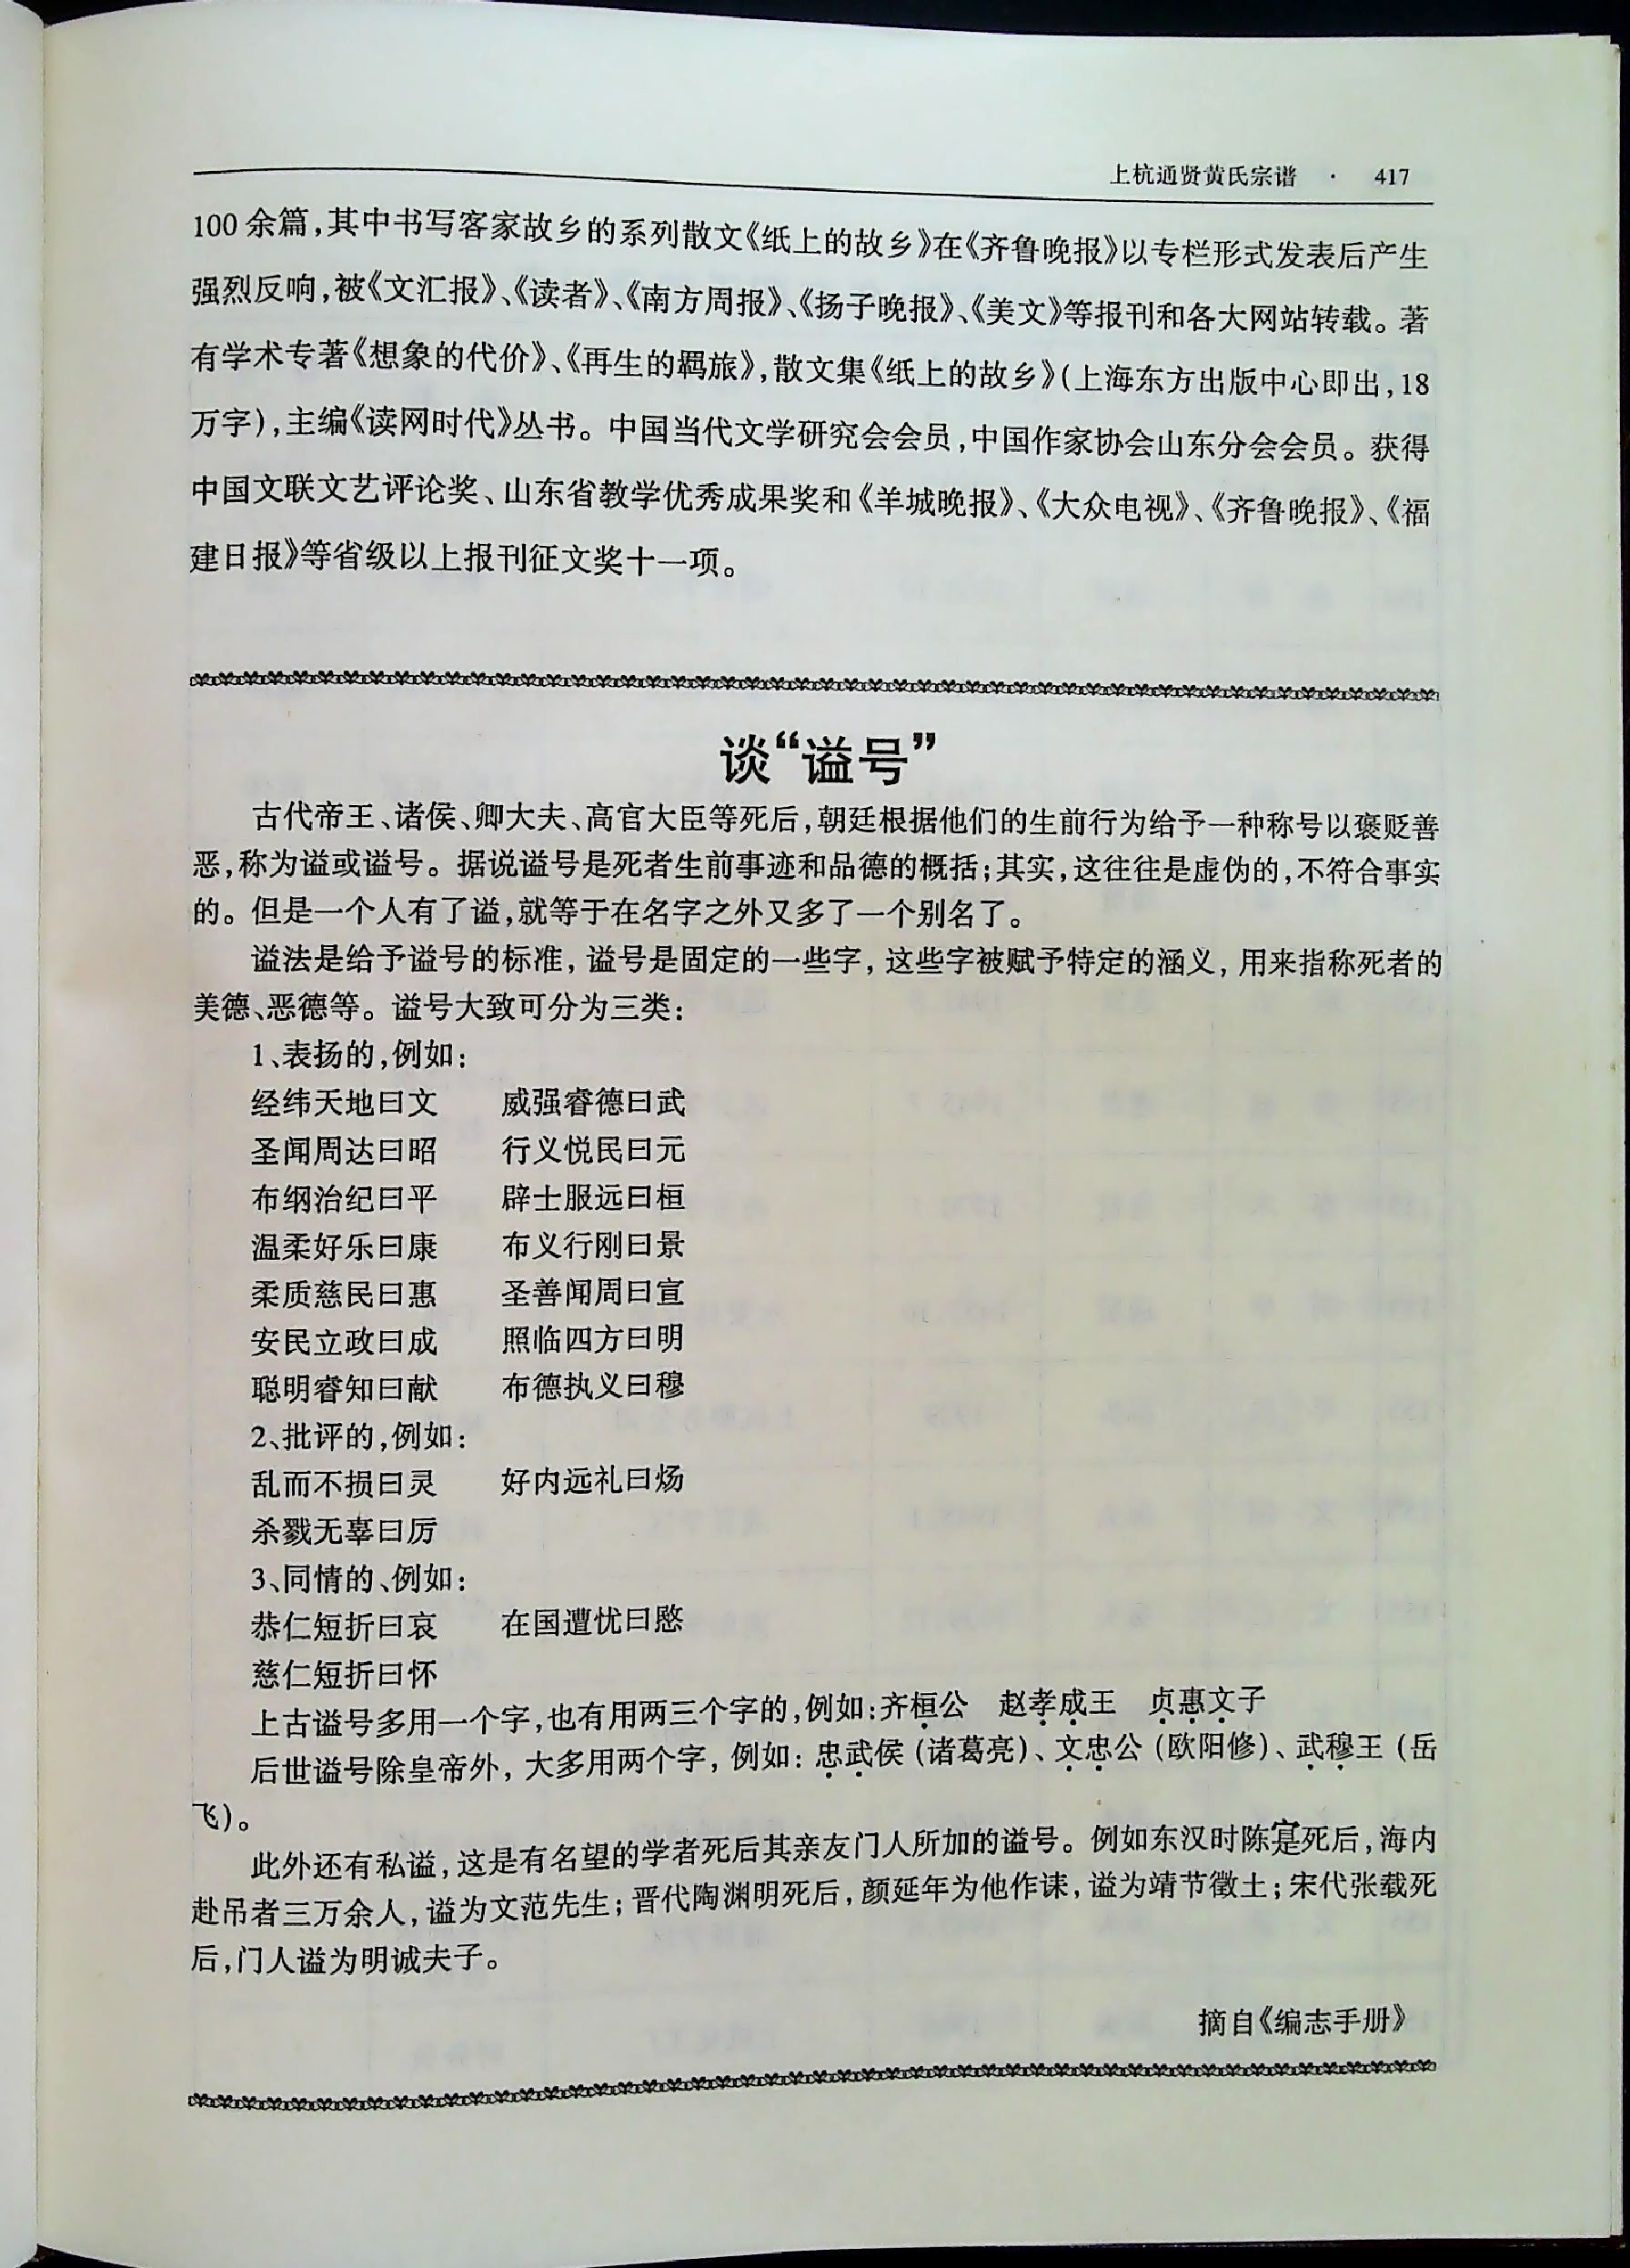 上杭通贤黄氏宗谱 · 417
100余篇,其中书写客家故乡的系列散文《纸上的故乡》在《齐鲁晚报》以专栏形式发表后产生
强烈反响,被《文汇报》、《读者》、《南方周报》、《扬子晚报》、《美文》等报刊和各大网站转载。著
有学术专著《想象的代价》、《再生的羁旅》,散文集《纸上的故乡》(上海东方出版中心即出,18
万字),主编《读网时代》丛书。中国当代文学研究会会员,中国作家协会山东分会会员。获得
中国文联文艺评论奖、山东省教学优秀成果奖和《羊城晚报》、《大众电视》、《齐鲁晚报》、《福
建日报》等省级以上报刊征文奖十一项。
谈“谥号”
古代帝王、诸侯、卿大夫、高官大臣等死后,朝廷根据他们的生前行为给予一种称号以褒贬善
恶,称为谥或谥号。据说谥号是死者生前事迹和品德的概括;其实,这往往是虚伪的,不符合事实
的。但是一个人有了谥,就等于在名字之外又多了一个别名了。
谥法是给予谥号的标准,谥号是固定的一些字,这些字被赋予特定的涵义,用来指称死者的
美德、恶德等。谥号大致可分为三类:
1、表扬的,例如:
经纬天地曰文 威强睿德曰武
圣闻周达曰昭 行义悦民曰元
布纲治纪曰平 辟士服远曰桓
温柔好乐曰康 布义行刚曰景
柔质慈民曰惠 圣善闻周曰宣
安民立政曰成 照临四方曰明
聪明睿知曰献 布德执义曰穆
2、批评的,例如:
乱而不损曰灵 好内远礼曰炀
杀戮无辜曰厉
3、同情的、例如:
恭仁短折曰哀 在国遭忧曰愍
慈仁短折曰怀
上古谥号多用一个字,也有用两三个字的,例如:齐桓公 赵孝成王 贞惠文子
后世谥号除皇帝外,大多用两个字,例如:忠武侯(诸葛亮)、文忠公(欧阳修)、武穆王(岳
飞)。
此外还有私谥,这是有名望的学者死后其亲友门人所加的谥号。例如东汉时陈寔死后,海内
赴吊者三万余人,谥为文范先生;晋代陶渊明死后,颜延年为他作诔,谥为靖节徵士;宋代张载死
后,门人谥为明诚夫子。
摘自《编志手册》